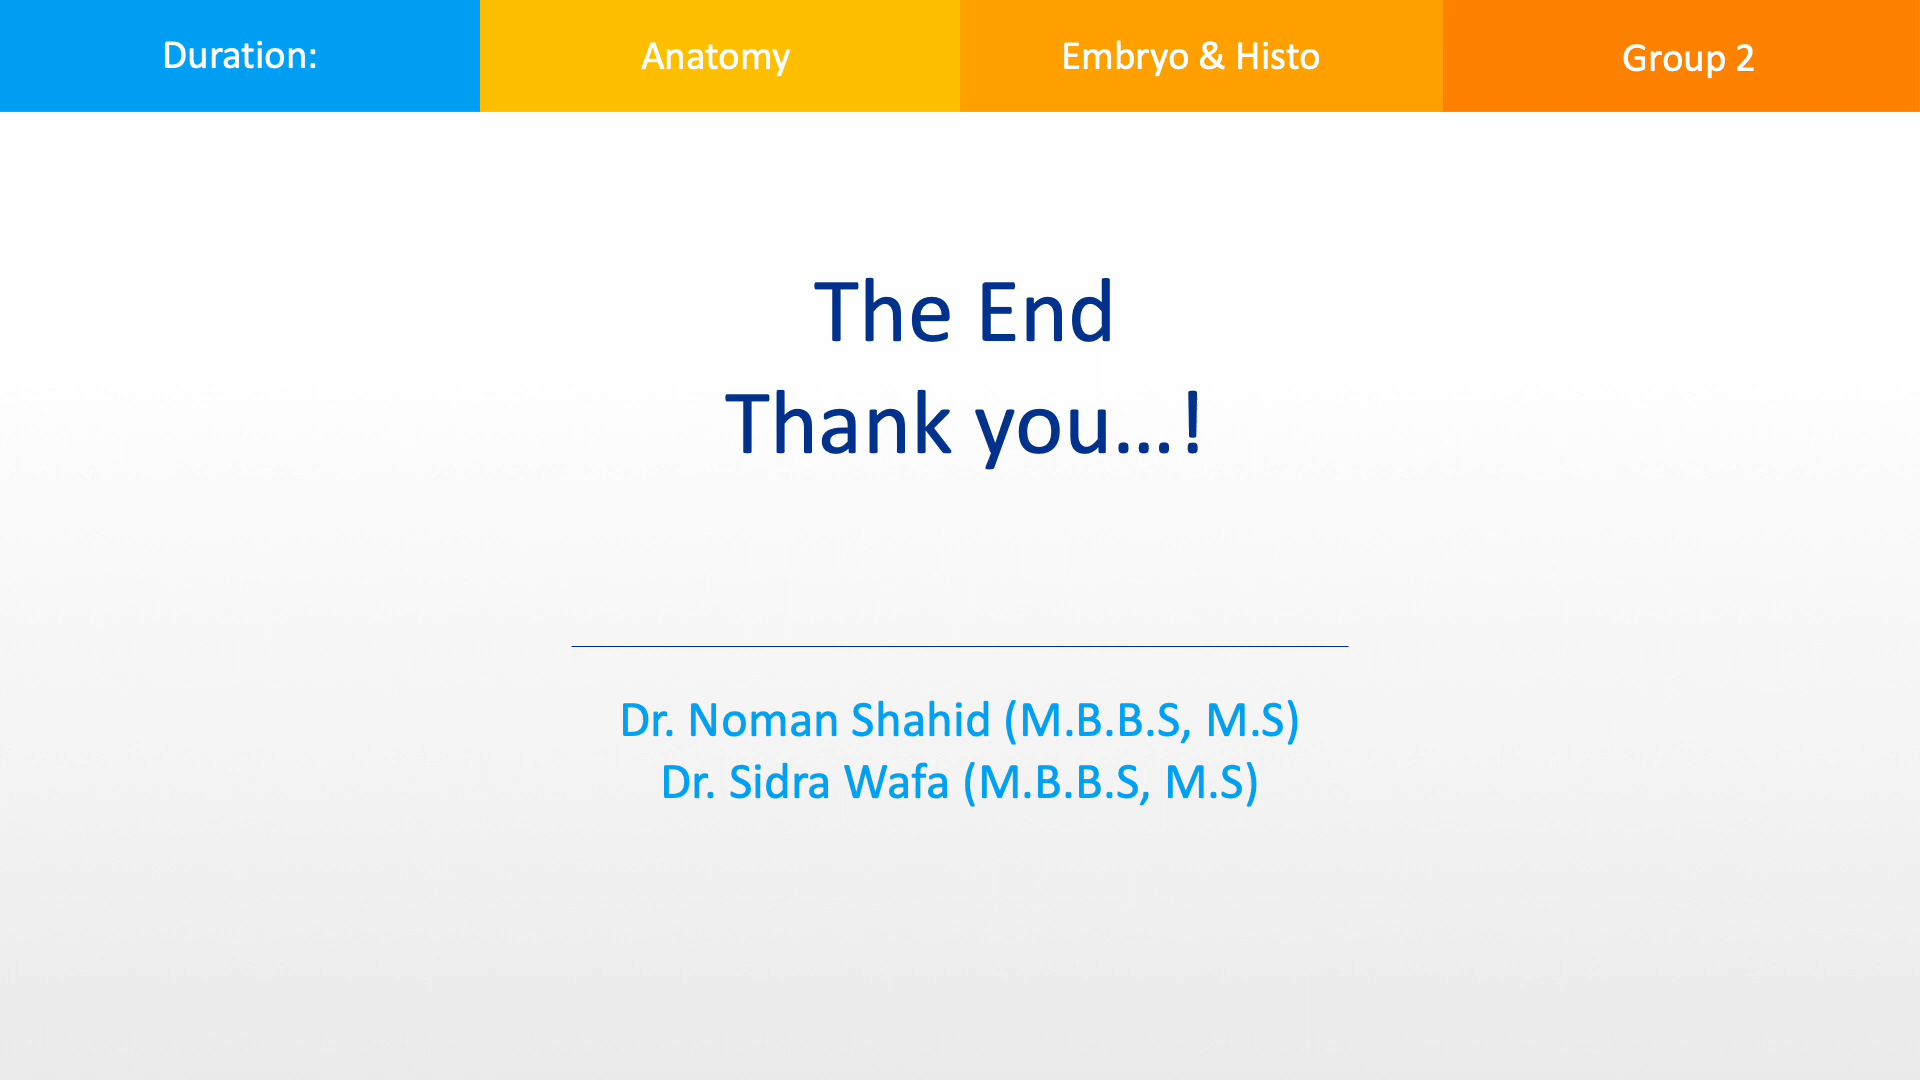 Duration:
Anatomy
Embryo & Histo
Group 2
The End
Thank you...!
Dr. Noman Shahid (M.B.B.S, M.S)
Dr. Sidra Wafa (M.B.B.S, M.S)